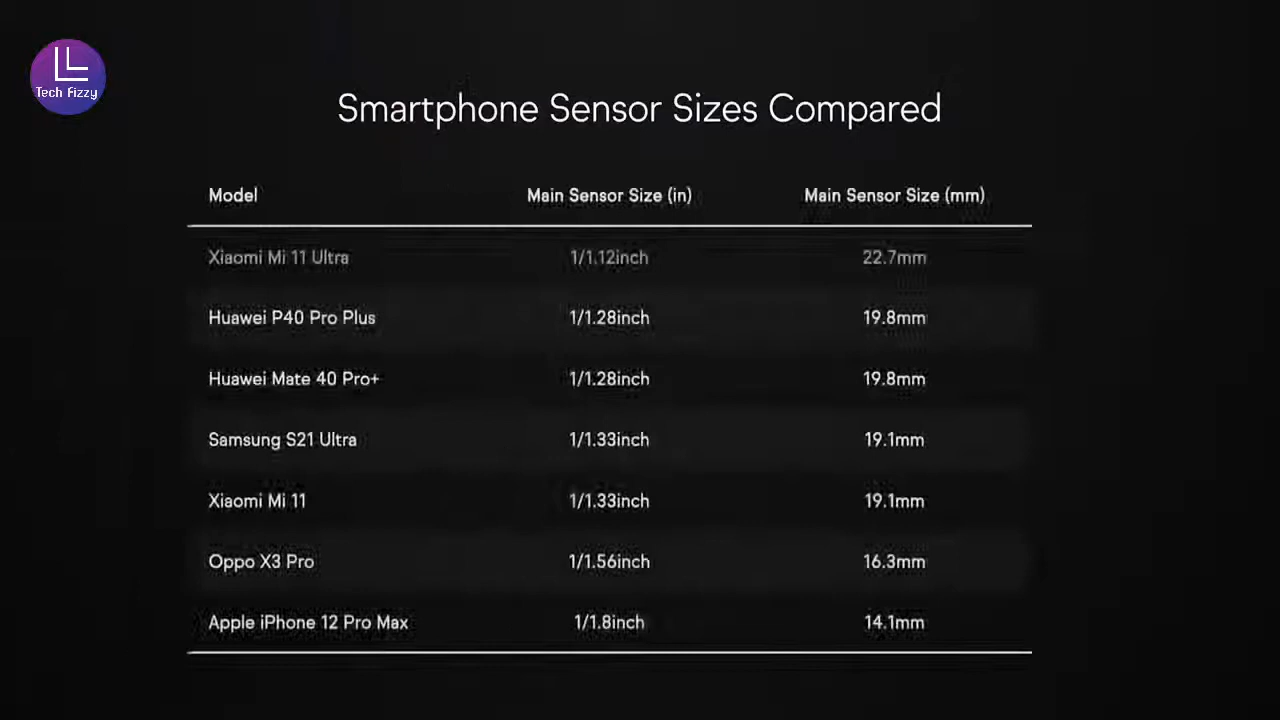 Tech Fizzy
Smartphone Sensor Sizes Compared
Model Main Sensor Size (in) Main Sensor Size (mm)
Xiaomi Mi 11 Ultra 1/1.12inch 22.7mm
Huawei P40 Pro Plus 1/1.28inch 19.8mm
Huawei Mate 40 Pro+ 1/1.28inch 19.8mm
Samsung S21 Ultra 1/1.33inch 19.1mm
Xiaomi Mi 11 1/1.33inch 19.1mm
Oppo X3 Pro 1/1.56inch 16.3mm
Apple iPhone 12 Pro Max 1/1.8inch 14.1mm